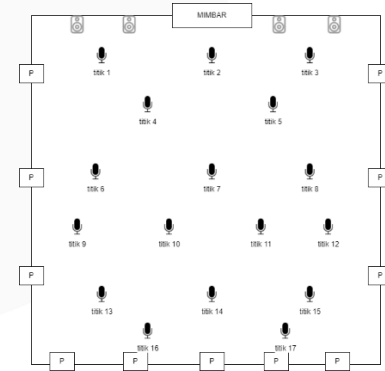 MIMBAR
titik 1
titik 2
titik 3
P
P
titik 4
titik 5
titik 6
titik 7
titik 8
P
P
titik 9
titik 10
titik 11
titik 12
P
P
titik 13
titik 14
titik 15
titik 16
titik 17
P
P
P
P
P